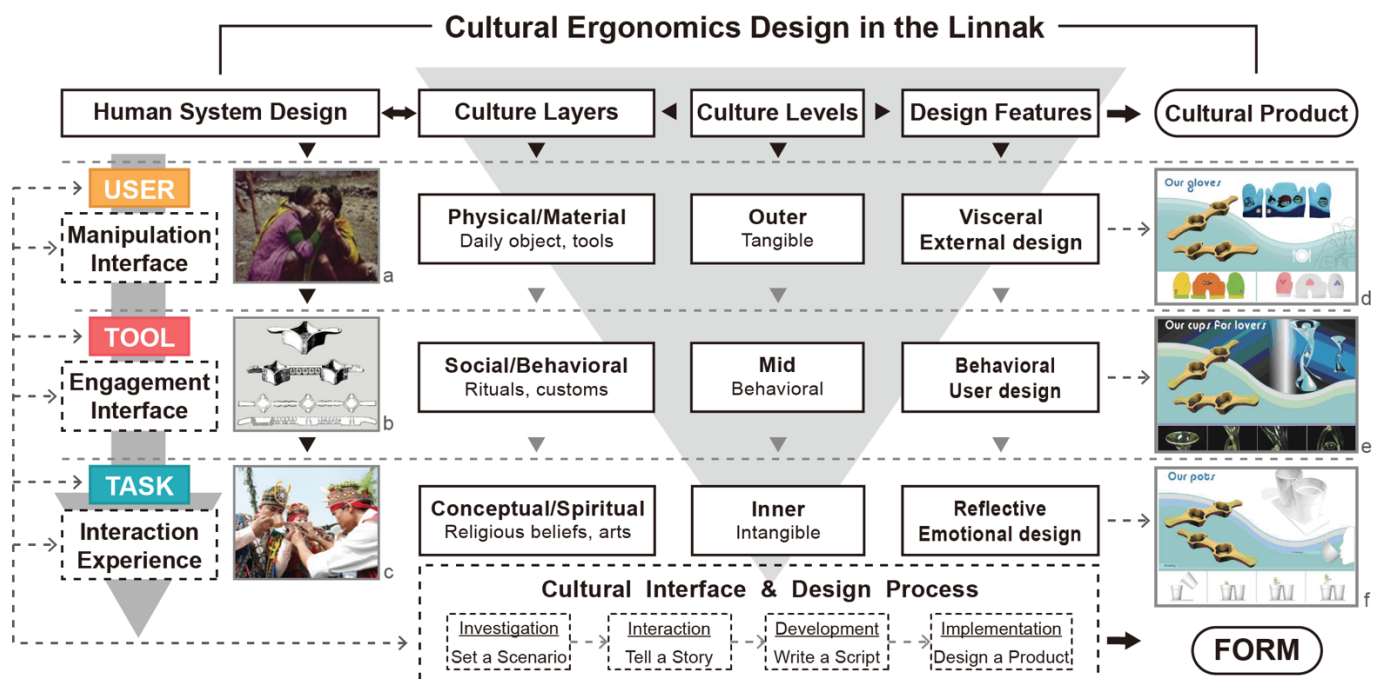 Cultural Ergonomics Design in the Linnak
Human System Design
Culture Layers
Culture Levels
Design Features
Cultural Product
USER
Manipulation
Interface
a
Physical/Material
Daily object, tools
Outer
Tangible
Visceral
External design
Our gloves
d
TOOL
Engagement
Interface
b
Social/Behavioral
Rituals, customs
Mid
Behavioral
Behavioral
User design
Our cups for lovers
e
TASK
Interaction
Experience
c
Conceptual/Spiritual
Religious beliefs, arts
Inner
Intangible
Reflective
Emotional design
Our pots
f
Cultural Interface & Design Process
Investigation
Set a Scenario
Interaction
Tell a Story
Development
Write a Script
Implementation
Design a Product
FORM